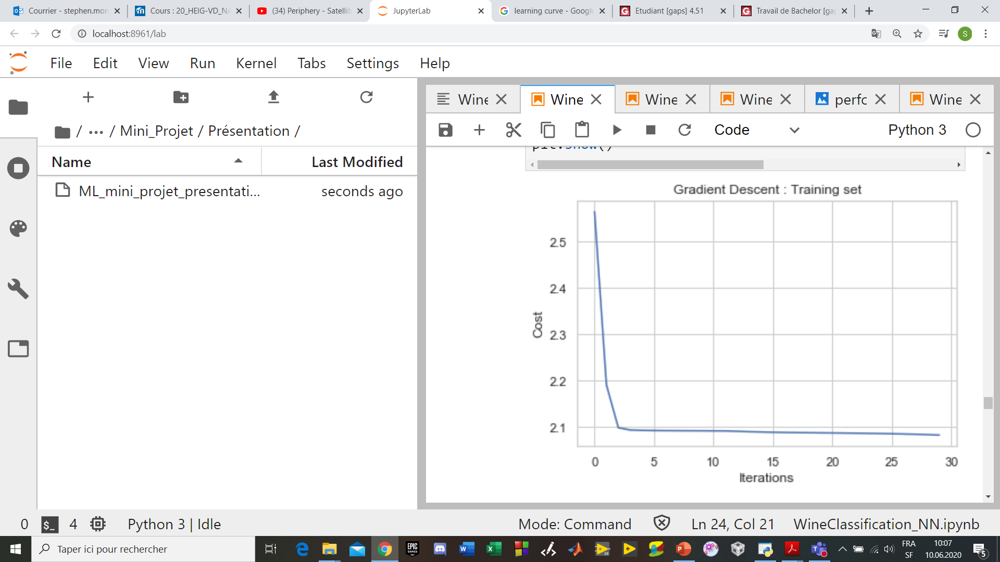 Courrier - stephen.mon
Cours : 20_HEIG-VD_NA
(34) Periphery - Satellit
JupyterLab
learning curve - Google
Etudiant [gaps] 4.51
Travail de Bachelor [ga
localhost:8961/lab
S
File Edit View Run Kernel Tabs Settings Help
Wine
Wine
Wine
Wine
perfc
Wine
/ ··· / Mini_Projet / Présentation /
Code
Python 3
Name
Last Modified
plt.show()
ML_mini_projet_presentati...
seconds ago
Gradient Descent : Training set
2.5
2.4
2.3
2.2
2.1
Cost
0 5 10 15 20 25 30
Iterations
0 $_ 4 Python 3 | Idle
Mode: Command
Ln 24, Col 21
WineClassification_NN.ipynb
Taper ici pour rechercher
EPIC GAMES
FRA
SF
10:07
10.06.2020
5